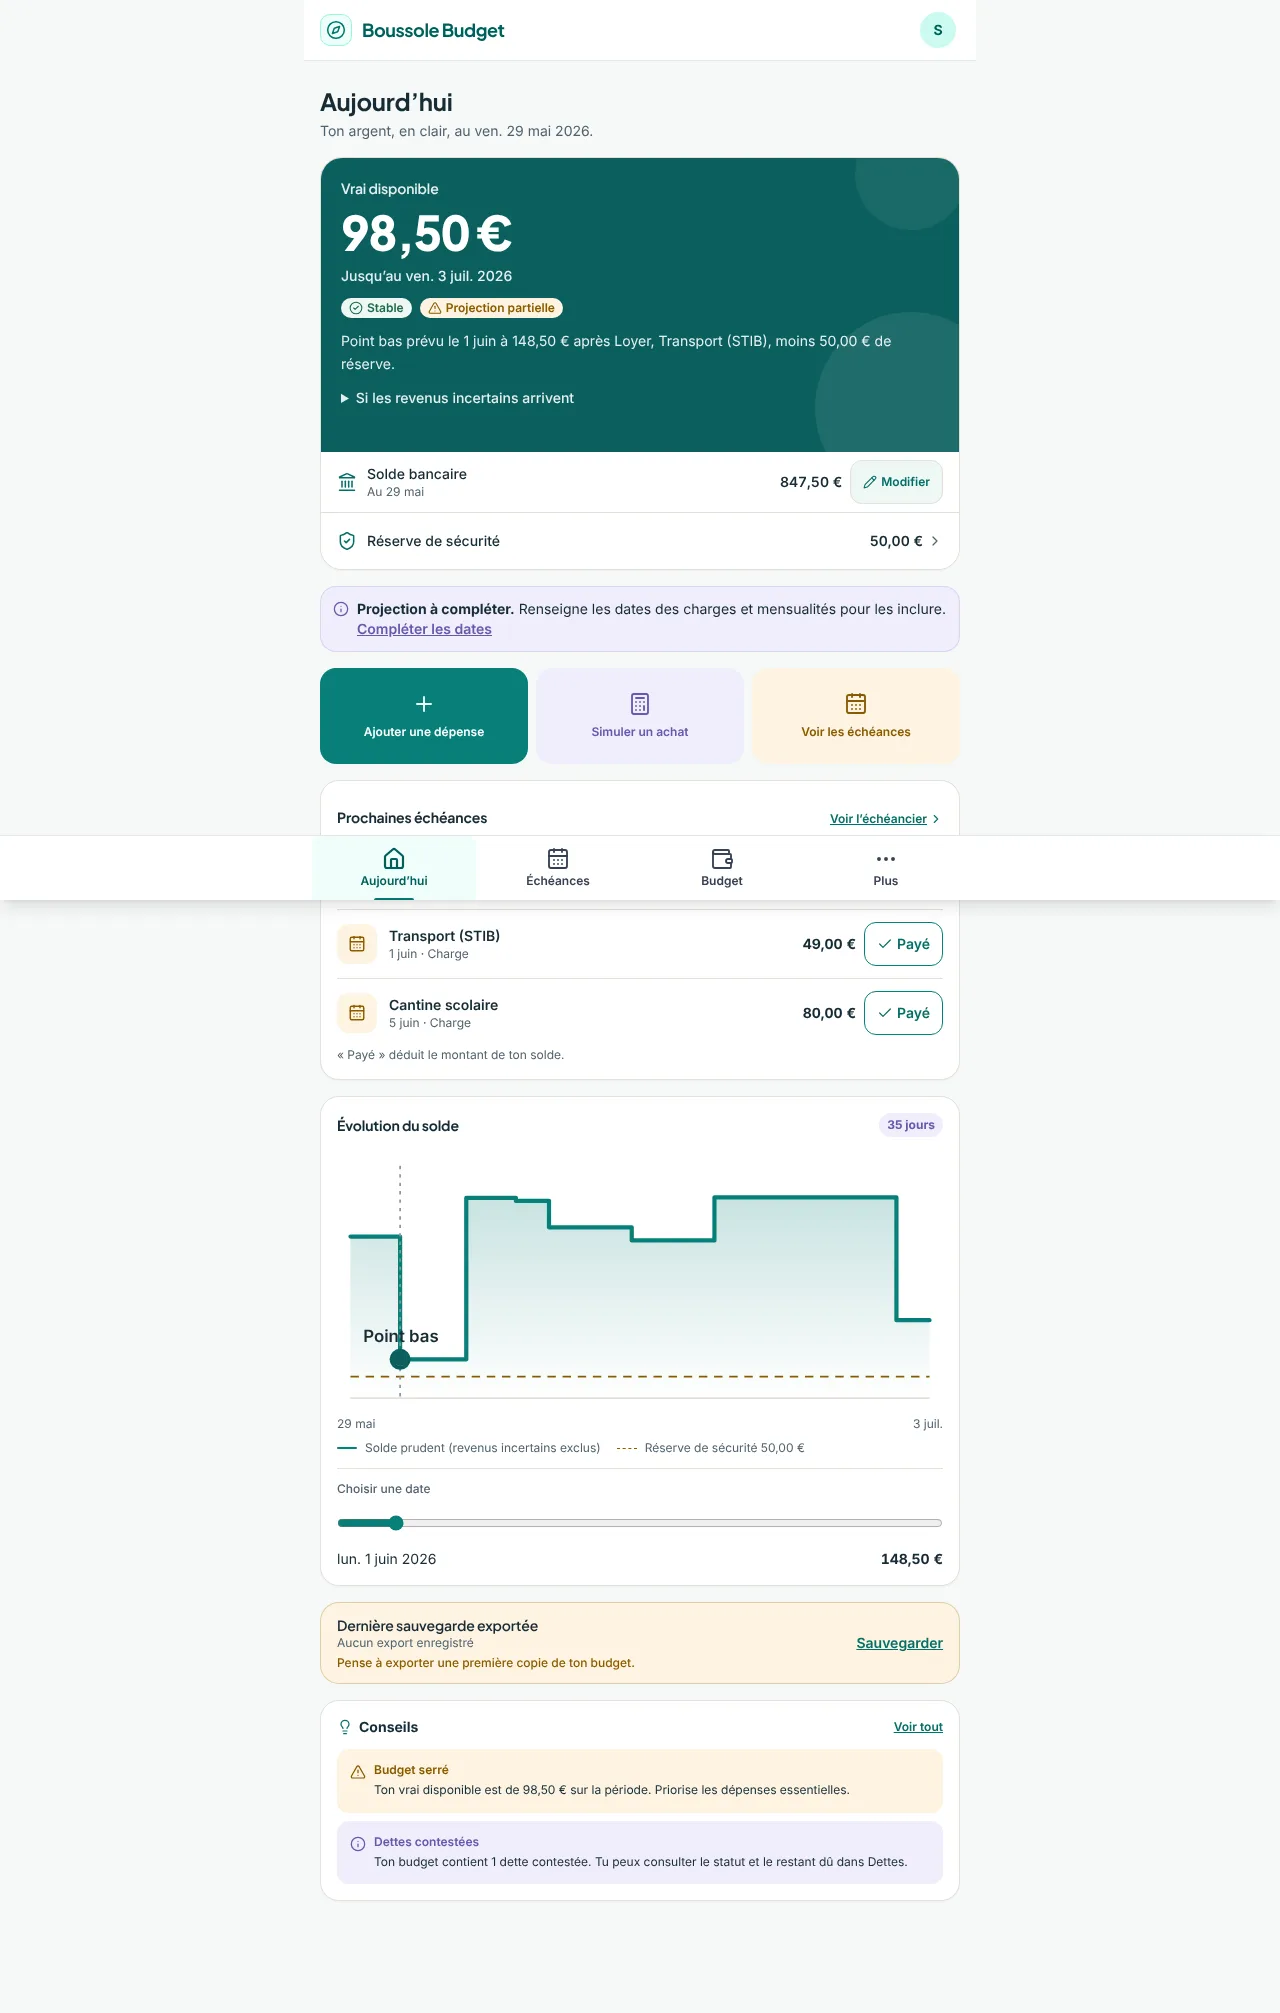 Boussole Budget
S
Aujourd’hui
Ton argent, en clair, au ven. 29 mai 2026.
Vrai disponible
98,50 €
Jusqu’au ven. 3 juil. 2026
Stable
Projection partielle
Point bas prévu le 1 juin à 148,50 € après Loyer, Transport (STIB), moins 50,00 € de
réserve.
Si les revenus incertains arrivent
Solde bancaire
Au 29 mai
847,50 €
Modifier
Réserve de sécurité
50,00 €
Projection à compléter. Renseigne les dates des charges et mensualités pour les inclure.
Compléter les dates
Ajouter une dépense
Simuler un achat
Voir les échéances
Prochaines échéances
Voir l’échéancier
Aujourd’hui
Échéances
Budget
Plus
Transport (STIB)
1 juin · Charge
49,00 €
Payé
Cantine scolaire
5 juin · Charge
80,00 €
Payé
« Payé » déduit le montant de ton solde.
Évolution du solde
35 jours
Point bas
29 mai
3 juil.
Solde prudent (revenus incertains exclus)
Réserve de sécurité 50,00 €
Choisir une date
lun. 1 juin 2026
148,50 €
Dernière sauvegarde exportée
Aucun export enregistré
Pense à exporter une première copie de ton budget.
Sauvegarder
Conseils
Voir tout
Budget serré
Ton vrai disponible est de 98,50 € sur la période. Priorise les dépenses essentielles.
Dettes contestées
Ton budget contient 1 dette contestée. Tu peux consulter le statut et le restant dû dans Dettes.